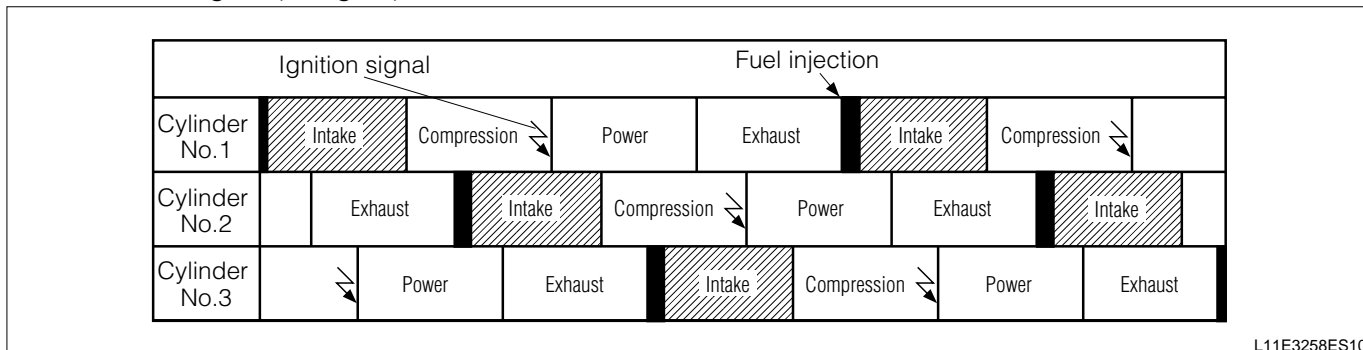 Ignition signal
Fuel injection
Cylinder
No.1
Intake
Compression
Power
Exhaust
Intake
Compression
Cylinder
No.2
Exhaust
Intake
Compression
Power
Exhaust
Intake
Cylinder
No.3
Power
Exhaust
Intake
Compression
Power
Exhaust
L11E3258ES10